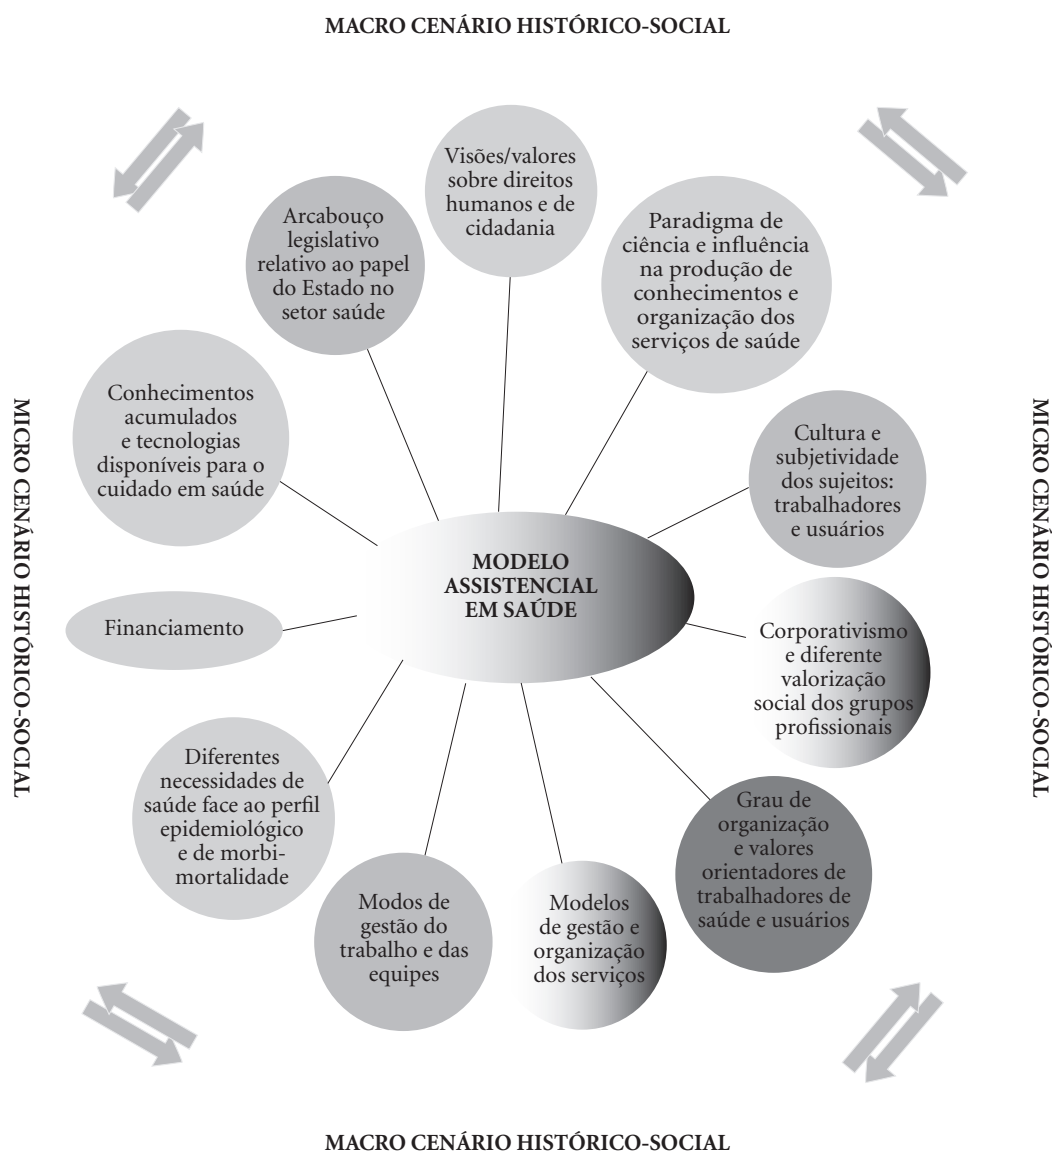 MACRO CENÁRIO HISTÓRICO-SOCIAL
Visões/valores
sobre direitos
humanos e de
cidadania
Arcabouço
legislativo
relativo ao papel
do Estado no
setor saúde
Paradigma de
ciência e influência
na produção de
conhecimentos e
organização dos
serviços de saúde
Conhecimentos
acumulados
e tecnologias
disponíveis para o
cuidado em saúde
Cultura e
subjetividade
dos sujeitos:
trabalhadores
e usuários
MICRO CENÁRIO HISTÓRICO-SOCIAL
MICRO CENÁRIO HISTÓRICO-SOCIAL
MODELO
ASSISTENCIAL
EM SAÚDE
Financiamento
Corporativismo
e diferente
valorização
social dos grupos
profissionais
Diferentes
necessidades de
saúde face ao perfil
epidemiológico
e de morbi-
mortalidade
Grau de
organização
e valores
orientadores de
trabalhadores de
saúde e usuários
Modos de
gestão do
trabalho e das
equipes
Modelos
de gestão e
organização
dos serviços
MACRO CENÁRIO HISTÓRICO-SOCIAL